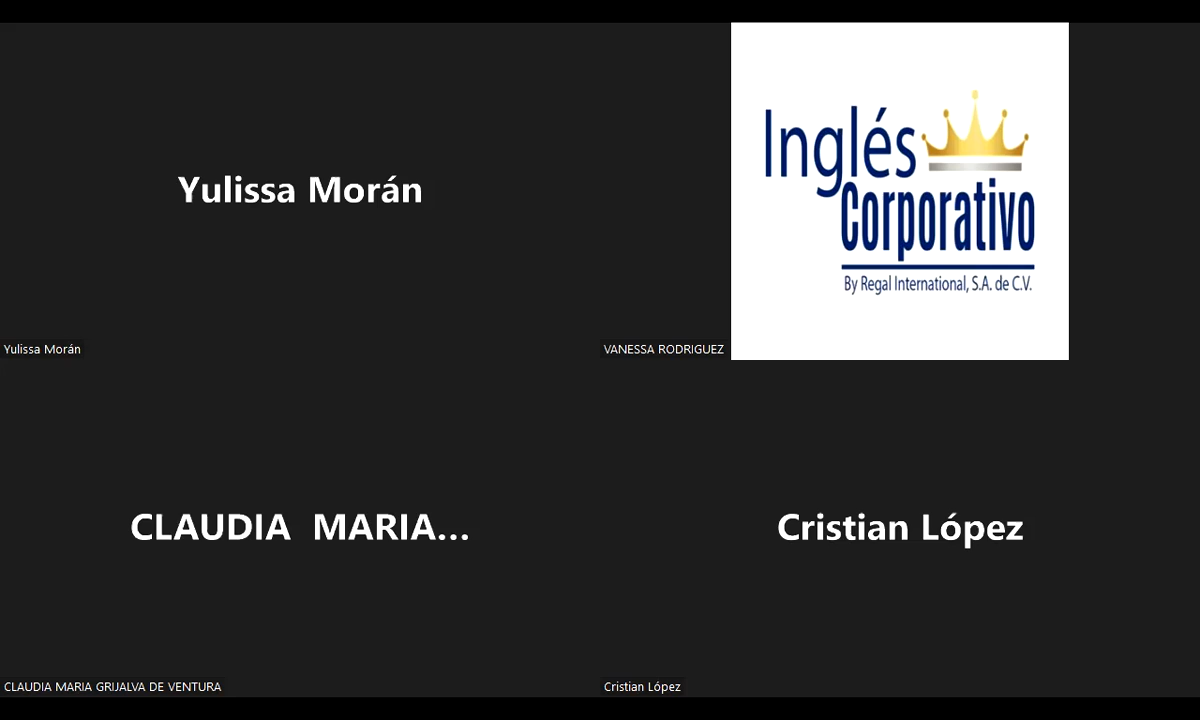 Yulissa Morán
Inglés
Corporativo
By Regal International, S.A. de C.V.
Yulissa Morán
VANESSA RODRIGUEZ
CLAUDIA MARIA...
Cristian López
CLAUDIA MARIA GRIJALVA DE VENTURA
Cristian López